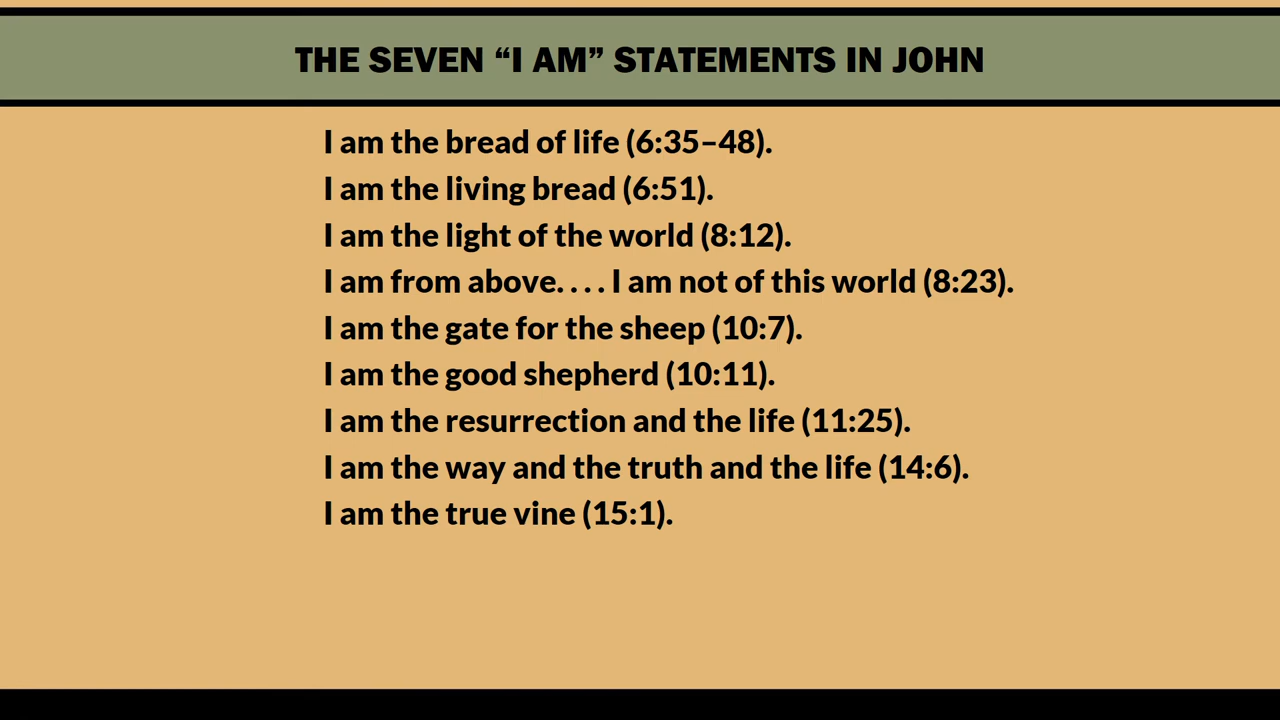 THE SEVEN “I AM” STATEMENTS IN JOHN
I am the bread of life (6:35–48).
I am the living bread (6:51).
I am the light of the world (8:12).
I am from above. . . . I am not of this world (8:23).
I am the gate for the sheep (10:7).
I am the good shepherd (10:11).
I am the resurrection and the life (11:25).
I am the way and the truth and the life (14:6).
I am the true vine (15:1).